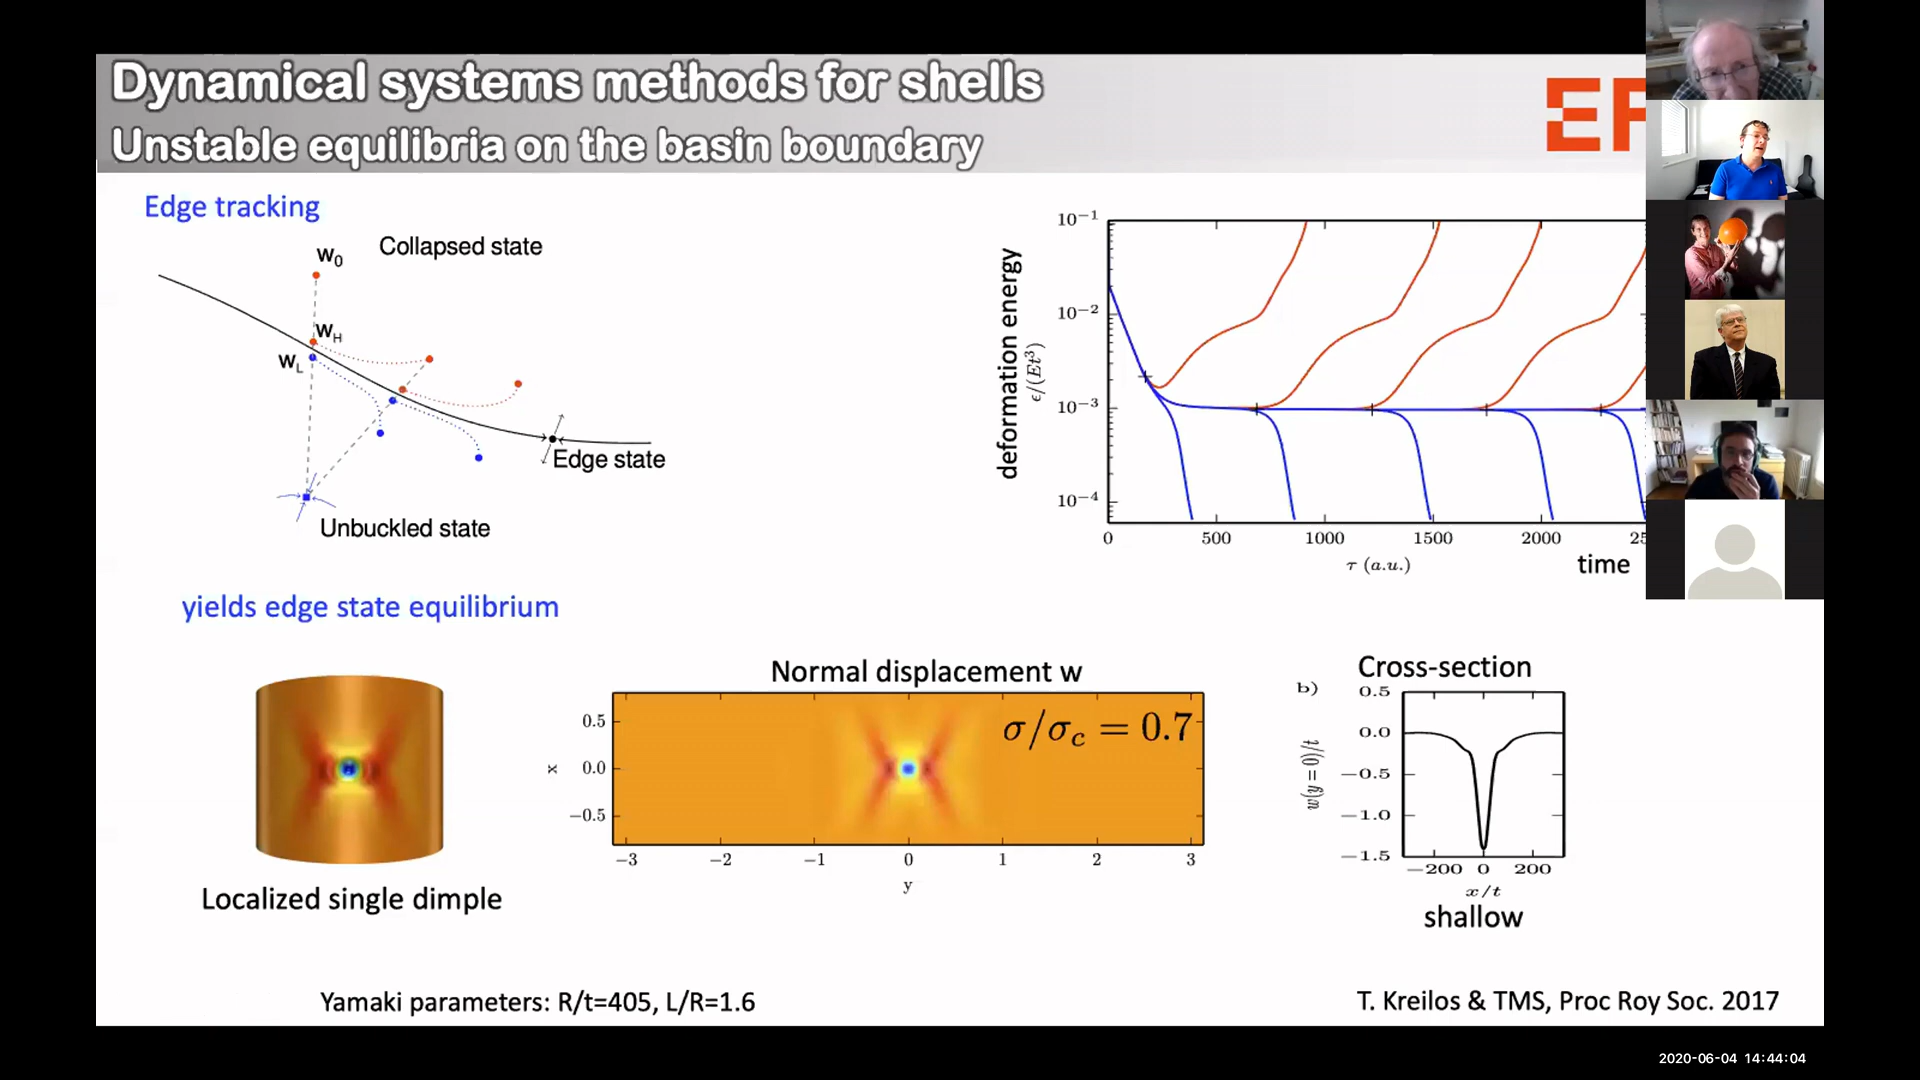 Dynamical systems methods for shells
Unstable equilibria on the basin boundary
EP
Edge tracking
Collapsed state
w0
wH
wL
Edge state
Unbuckled state
deformation energy
ϵ/(Et³)
10⁻¹
10⁻²
10⁻³
10⁻⁴
0 500 1000 1500 2000 25
τ (a.u.)
time
yields edge state equilibrium
Localized single dimple
Normal displacement w
σ/σc = 0.7
x
0.5
0.0
−0.5
−3 −2 −1 0 1 2 3
y
Cross-section
b)
w(y = 0)/t
0.5
0.0
−0.5
−1.0
−1.5
−200 0 200
x/t
shallow
Yamaki parameters: R/t=405, L/R=1.6
T. Kreilos & TMS, Proc Roy Soc. 2017
2020-06-04 14:44:04